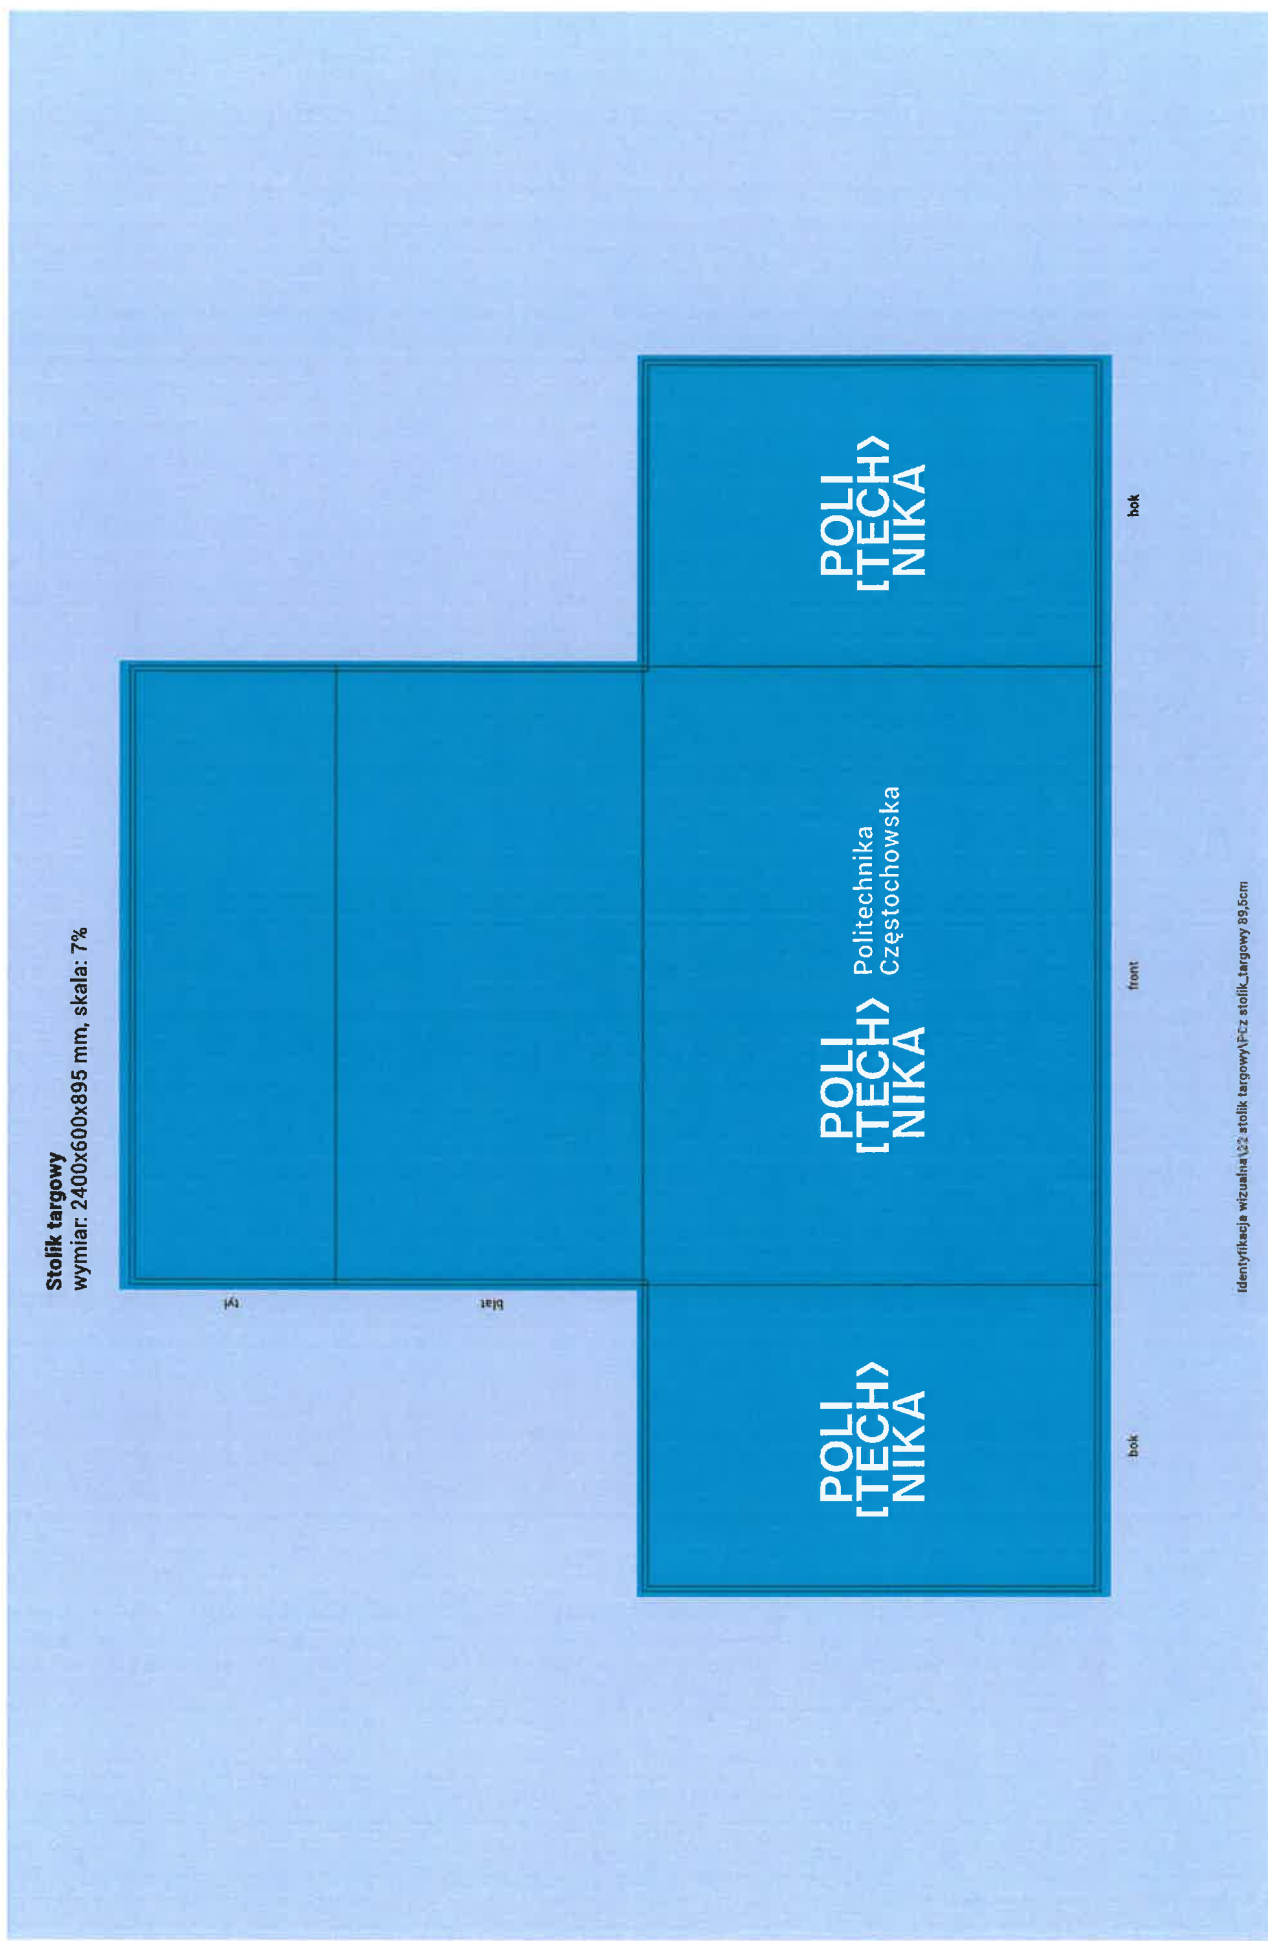 Stolik targowy
wymiar: 2400x600x895 mm, skala: 7%
tył
blat
POLI
[TECH>
NIKA
POLI
[TECH>
NIKA
Politechnika
Częstochowska
POLI
[TECH>
NIKA
bok
front
bok
Identyfikacja wizualna\22 stolik targowy\PCz stolik_targowy 89,5cm